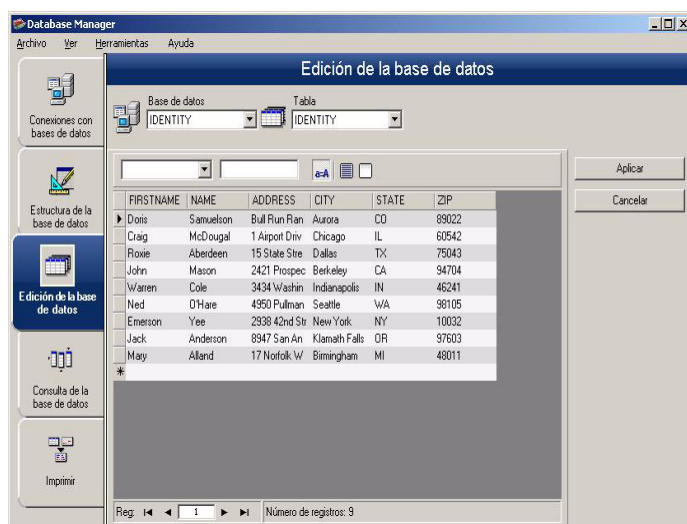 Database Manager
Archivo Ver Herramientas Ayuda
Edición de la base de datos
Conexiones con
bases de datos
Estructura de la
base de datos
Edición de la base
de datos
Consulta de la
base de datos
Imprimir
Base de datos
IDENTITY
Tabla
IDENTITY
a=A
Aplicar
Cancelar
FIRSTNAME NAME ADDRESS CITY STATE ZIP
Doris Samuelson Bull Run Ran Aurora CO 89022
Craig McDougal 1 Airport Driv Chicago IL 60542
Roxie Aberdeen 15 State Stre Dallas TX 75043
John Mason 2421 Prospec Berkeley CA 94704
Warren Cole 3434 Washin Indianapolis IN 46241
Ned O'Hare 4950 Pullman Seattle WA 98105
Emerson Yee 2938 42nd Str New York NY 10032
Jack Anderson 8947 San An Klamath Falls OR 97603
Mary Alland 17 Norfolk W Birmingham MI 48011
Reg: 1 Número de registros: 9